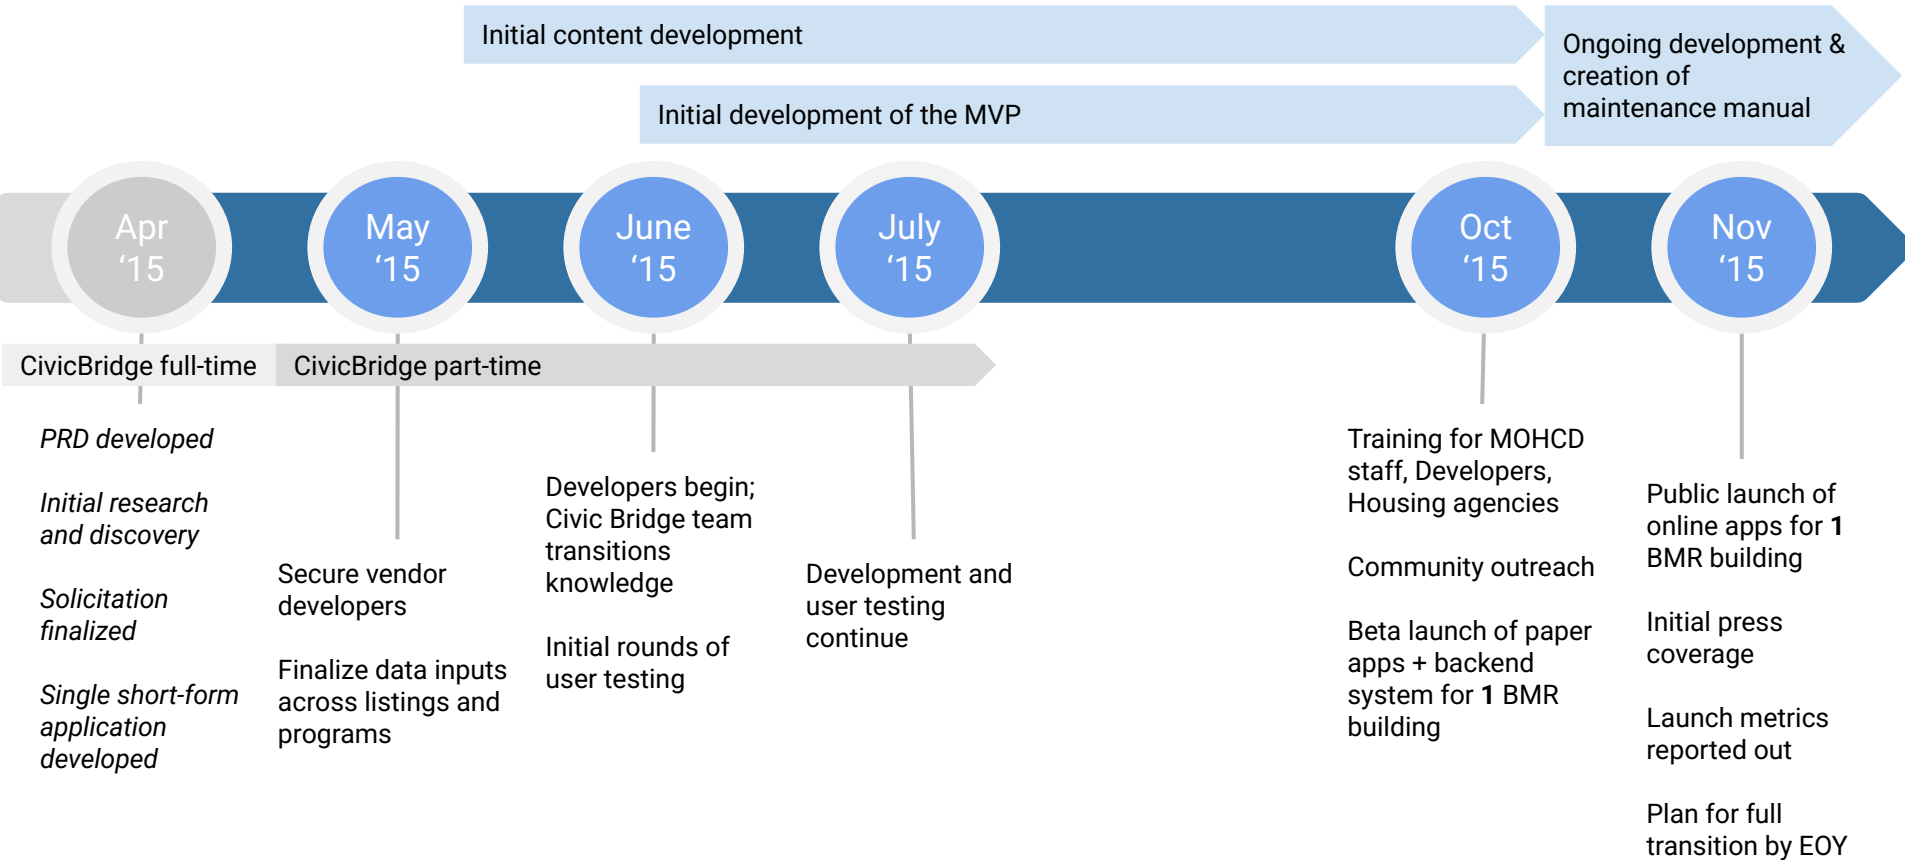 Initial content development
Ongoing development &
creation of
maintenance manual
Initial development of the MVP
Apr
‘15
May
‘15
June
‘15
July
‘15
Oct
‘15
Nov
‘15
CivicBridge full-time
CivicBridge part-time
PRD developed
Initial research
and discovery
Solicitation
finalized
Single short-form
application
developed
Secure vendor
developers
Finalize data inputs
across listings and
programs
Developers begin;
Civic Bridge team
transitions
knowledge
Initial rounds of
user testing
Development and
user testing
continue
Training for MOHCD
staff, Developers,
Housing agencies
Community outreach
Beta launch of paper
apps + backend
system for 1 BMR
building
Public launch of
online apps for 1
BMR building
Initial press
coverage
Launch metrics
reported out
Plan for full
transition by EOY